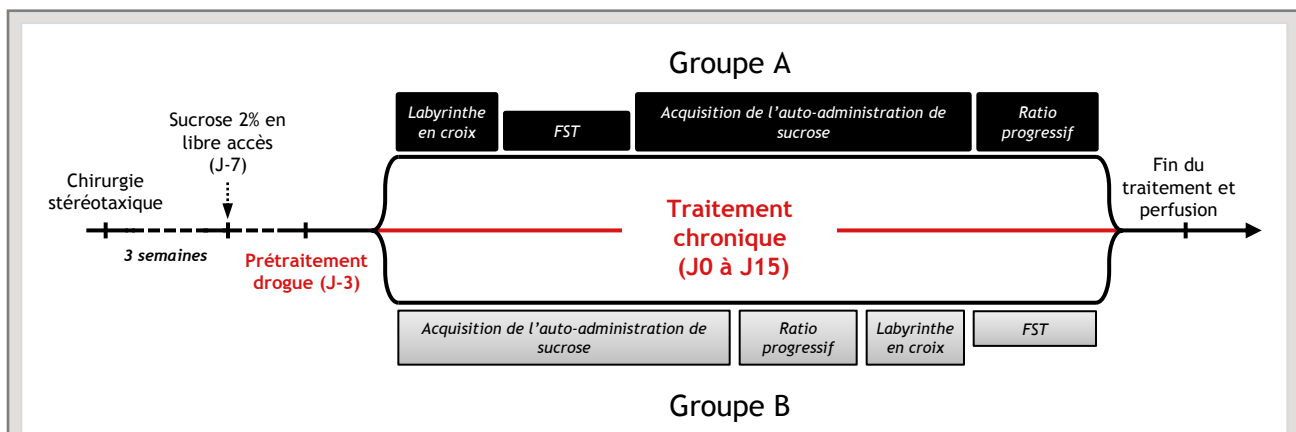 Groupe A
Labyrinthe
en croix
FST
Acquisition de l’auto-administration de
sucrose
Ratio
progressif
Sucrose 2% en
libre accès
(J-7)
Chirurgie
stéréotaxique
3 semaines
Prétraitement
drogue (J-3)
Traitement
chronique
(J0 à J15)
Fin du
traitement et
perfusion
Acquisition de l’auto-administration de
sucrose
Ratio
progressif
Labyrinthe
en croix
FST
Groupe B